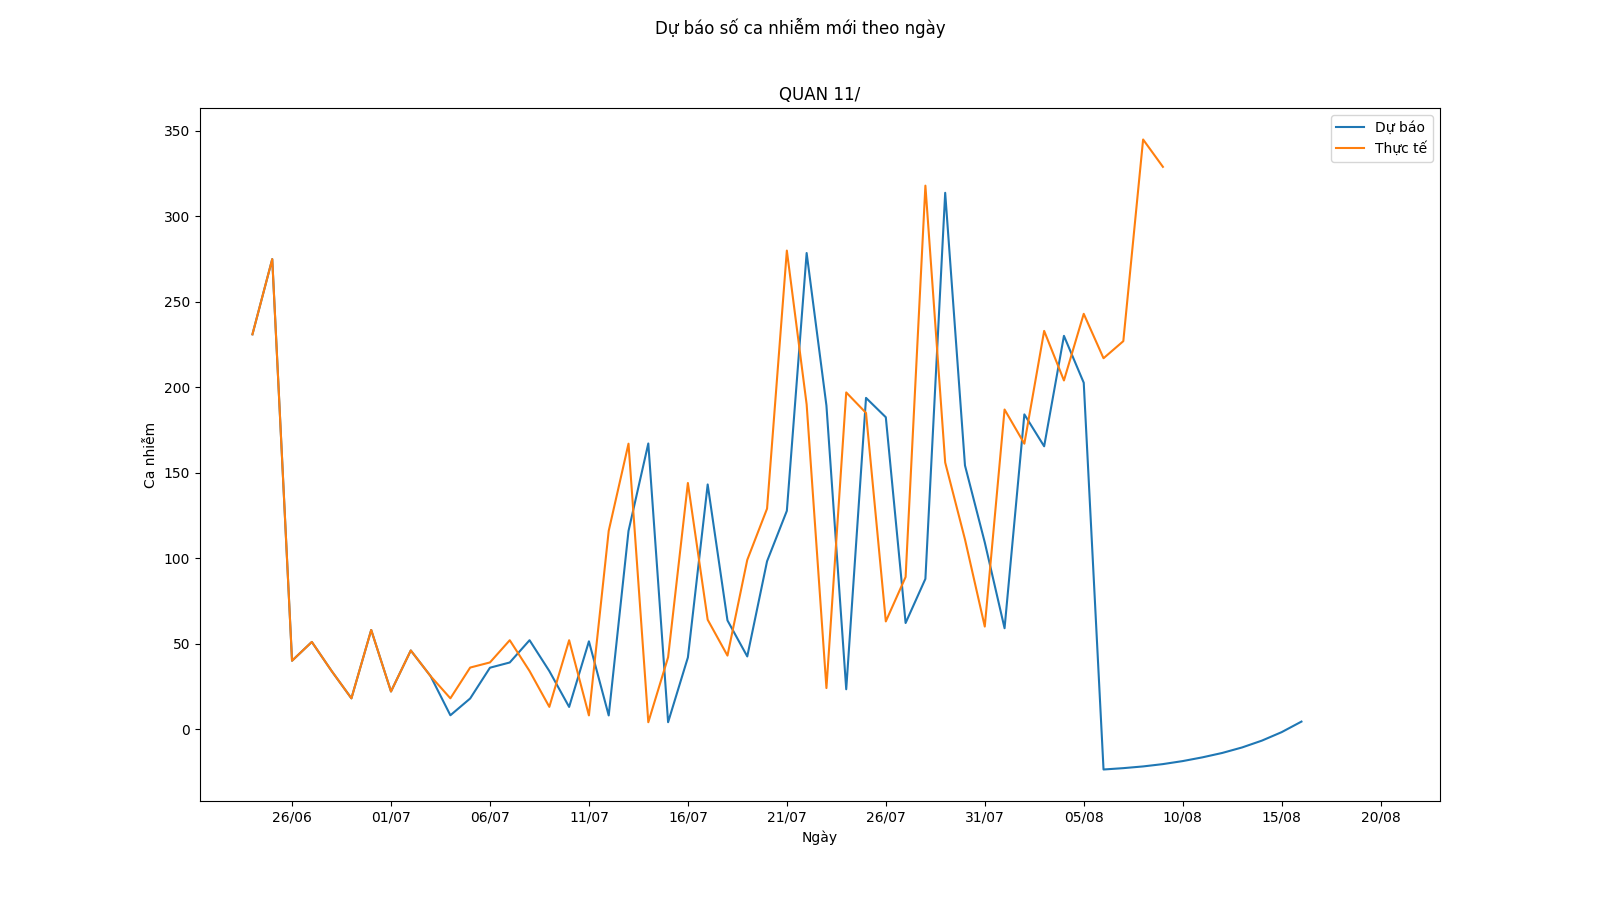 Dự báo số ca nhiễm mới theo ngày
QUAN 11/
Dự báo
Thực tế
350
300
250
200
150
100
50
0
Ca nhiễm
26/06 01/07 06/07 11/07 16/07 21/07 26/07 31/07 05/08 10/08 15/08 20/08
Ngày